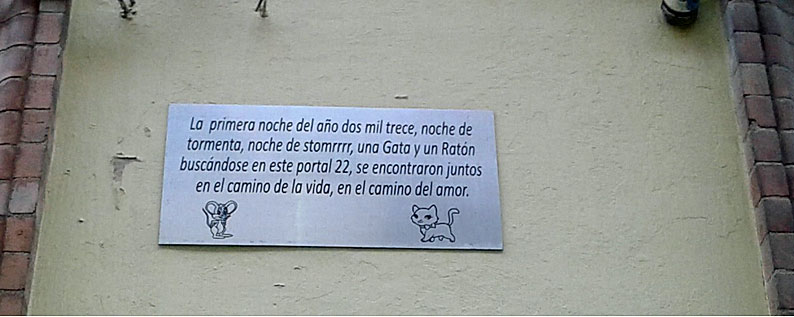 La primera noche del año dos mil trece, noche de
tormenta, noche de stomrrrr, una Gata y un Ratón
buscándose en este portal 22, se encontraron juntos
en el camino de la vida, en el camino del amor.